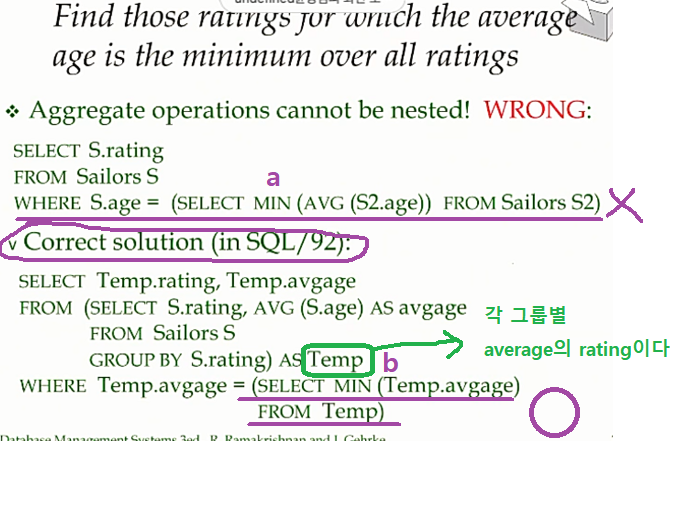 Find those ratings for which the average
age is the minimum over all ratings
❖ Aggregate operations cannot be nested! WRONG:
SELECT S.rating
FROM Sailors S
a
WHERE S.age = (SELECT MIN (AVG (S2.age)) FROM Sailors S2)
v Correct solution (in SQL/92):
SELECT Temp.rating, Temp.avgage
FROM (SELECT S.rating, AVG (S.age) AS avgage
FROM Sailors S
GROUP BY S.rating) AS Temp
각 그룹별
average의 rating이다
b
WHERE Temp.avgage = (SELECT MIN (Temp.avgage)
FROM Temp)
Database Management Systems 3ed, R. Ramakrishnan and J. Gehrke